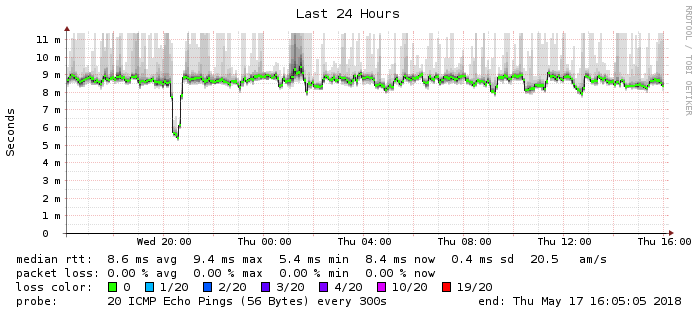 Last 24 Hours
RRDTOOL / TOBI OETIKER
Seconds
11 m
10 m
9 m
8 m
7 m
6 m
5 m
4 m
3 m
2 m
1 m
0
Wed 20:00 Thu 00:00 Thu 04:00 Thu 08:00 Thu 12:00 Thu 16:00
median rtt: 8.6 ms avg 9.4 ms max 5.4 ms min 8.4 ms now 0.4 ms sd 20.5 am/s
packet loss: 0.00 % avg 0.00 % max 0.00 % min 0.00 % now
loss color: 0 1/20 2/20 3/20 4/20 10/20 19/20
probe: 20 ICMP Echo Pings (56 Bytes) every 300s end: Thu May 17 16:05:05 2018